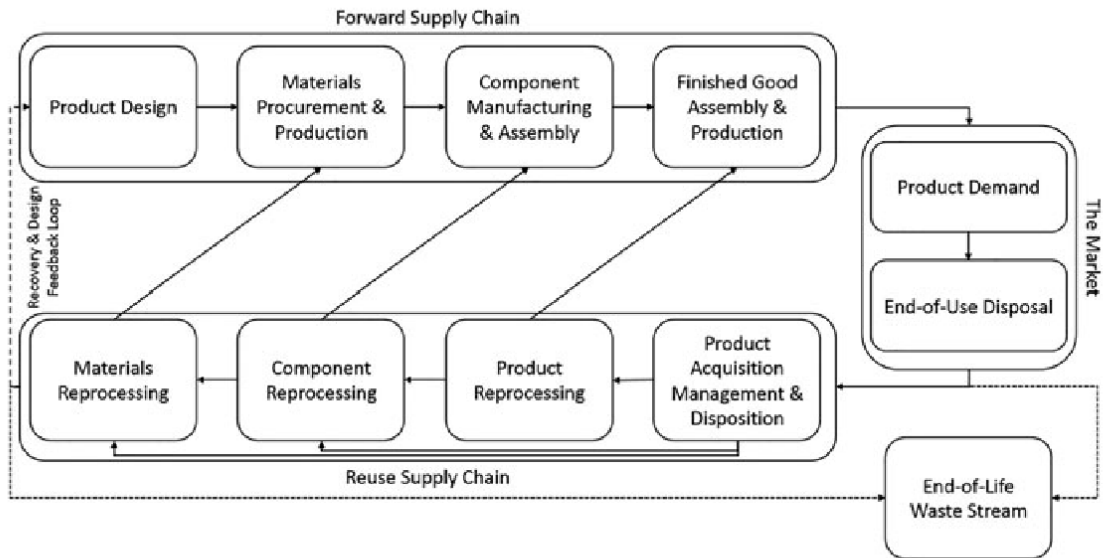 Forward Supply Chain
Product Design
Materials
Procurement &
Production
Component
Manufacturing
& Assembly
Finished Good
Assembly &
Production
Product Demand
End-of-Use Disposal
The Market
Recovery & Design
Feedback Loop
Materials
Reprocessing
Component
Reprocessing
Product
Reprocessing
Product
Acquisition
Management &
Disposition
Reuse Supply Chain
End-of-Life
Waste Stream